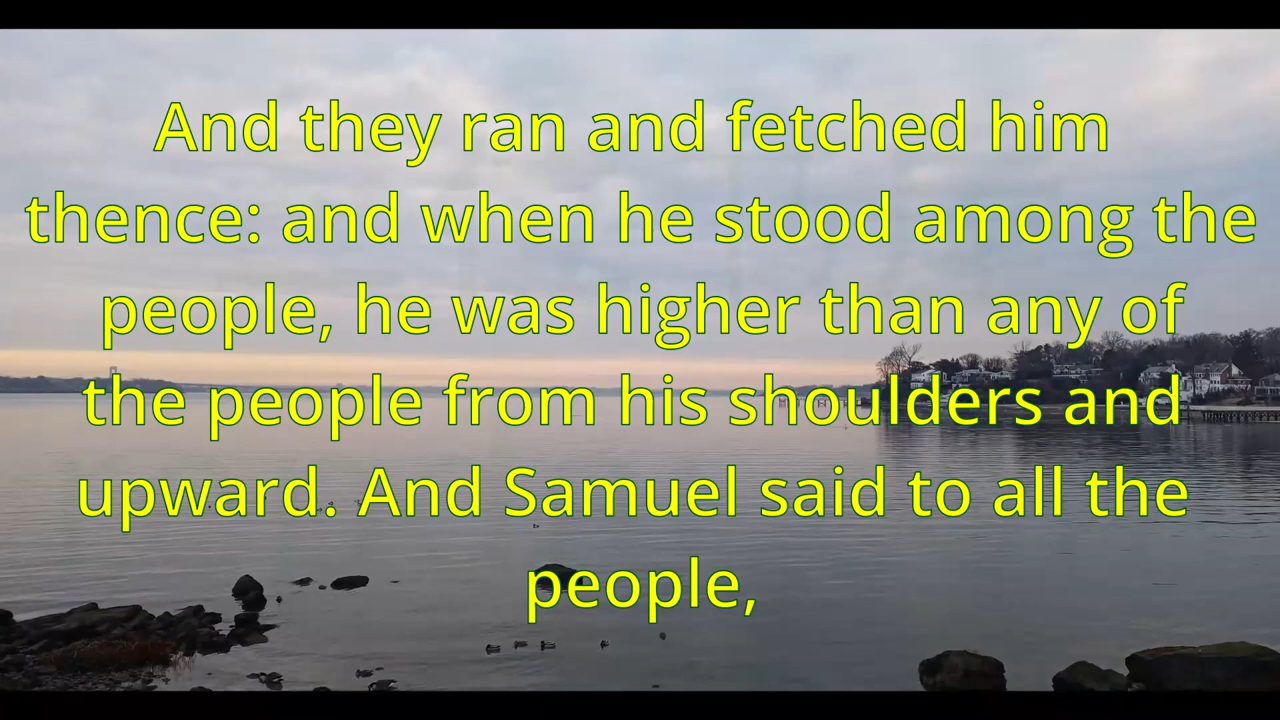 And they ran and fetched him
thence: and when he stood among the
people, he was higher than any of
the people from his shoulders and
upward. And Samuel said to all the
people,